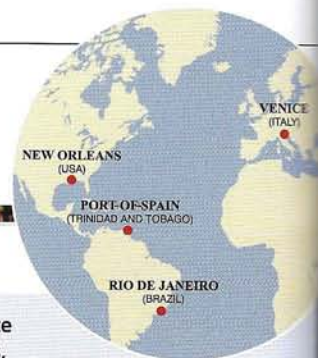 VENICE
(ITALY)
NEW ORLEANS
(USA)
PORT-OF-SPAIN
(TRINIDAD AND TOBAGO)
RIO DE JANEIRO
(BRAZIL)